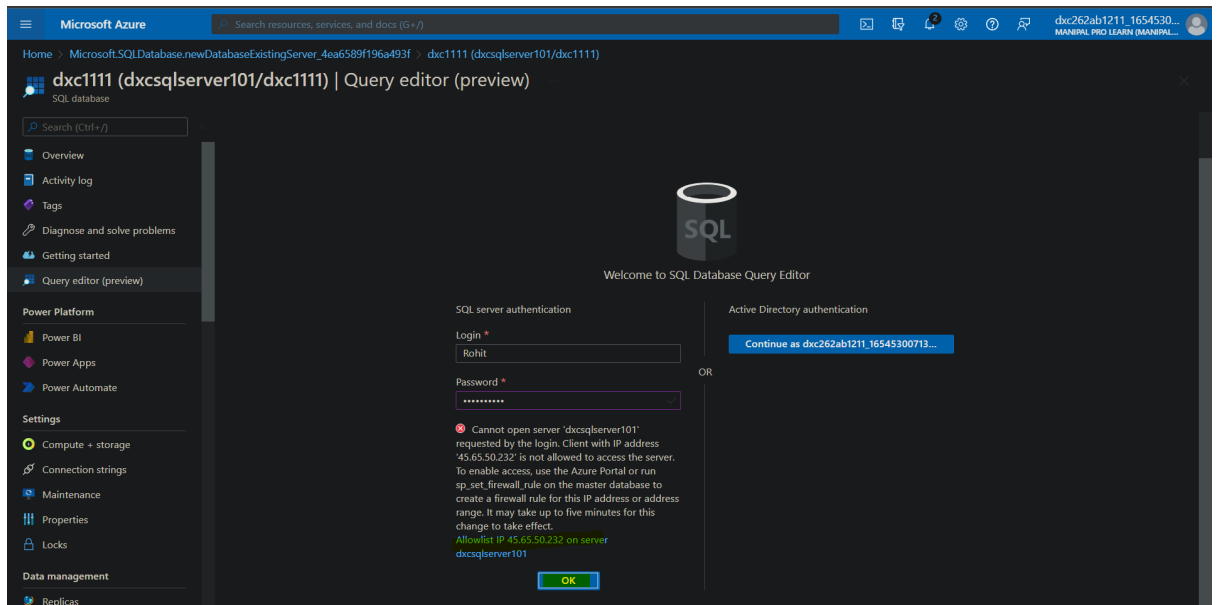 Microsoft Azure
Search resources, services, and docs (G+/)
2
dxc262ab1211_1654530...
MANIPAL PRO LEARN (MANIPAL...
Home > Microsoft.SQLDatabase.newDatabaseExistingServer_4ea6589f196a493f > dxc1111 (dxcsqlserver101/dxc1111)
dxc1111 (dxcsqlserver101/dxc1111) | Query editor (preview) ...
SQL database
Search (Ctrl+/)
Overview
Activity log
Tags
Diagnose and solve problems
Getting started
Query editor (preview)
Power Platform
Power BI
Power Apps
Power Automate
Settings
Compute + storage
Connection strings
Maintenance
Properties
Locks
Data management
Replicas
SQL
Welcome to SQL Database Query Editor
SQL server authentication
Login *
Rohit
Password *
••••••••••
Cannot open server 'dxcsqlserver101'
requested by the login. Client with IP address
'45.65.50.232' is not allowed to access the server.
To enable access, use the Azure Portal or run
sp_set_firewall_rule on the master database to
create a firewall rule for this IP address or address
range. It may take up to five minutes for this
change to take effect.
Allowlist IP 45.65.50.232 on server
dxcsqlserver101
OK
OR
Active Directory authentication
Continue as dxc262ab1211_16545300713...